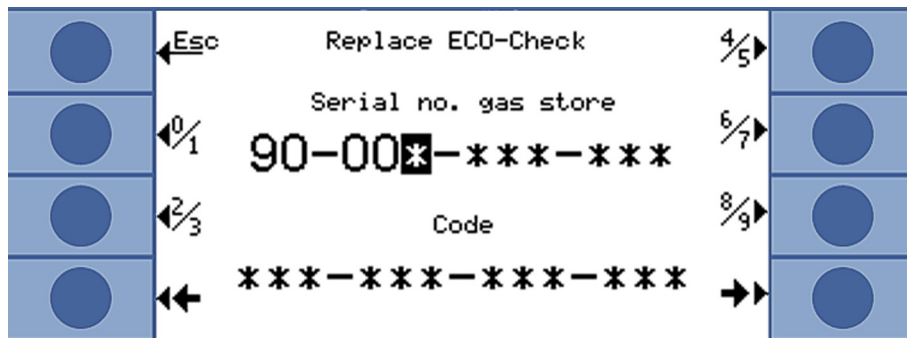 Esc Replace ECO-Check 4/5
Serial no. gas store
0/1 6/7
90-00*-***-***
2/3 Code 8/9
***-***-***-***